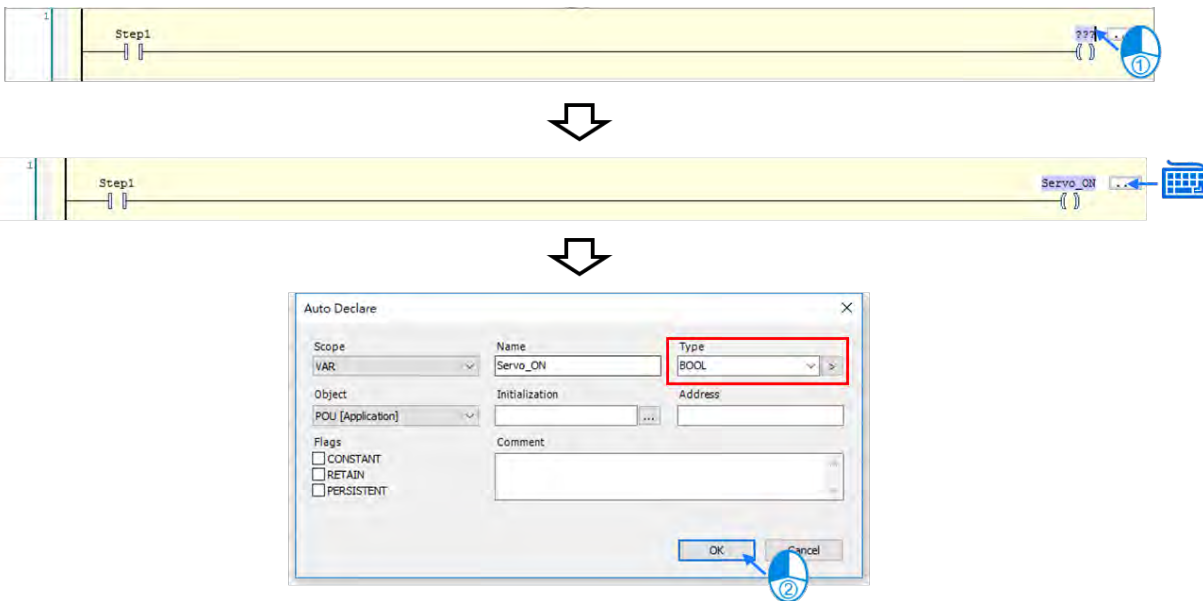 1
Step1
???
...
①
1
Step1
Servo_ON
...
Auto Declare
Scope
Name
Type
VAR
Servo_ON
BOOL
>
Object
Initialization
Address
POU [Application]
...
Flags
Comment
CONSTANT
RETAIN
PERSISTENT
OK
Cancel
②